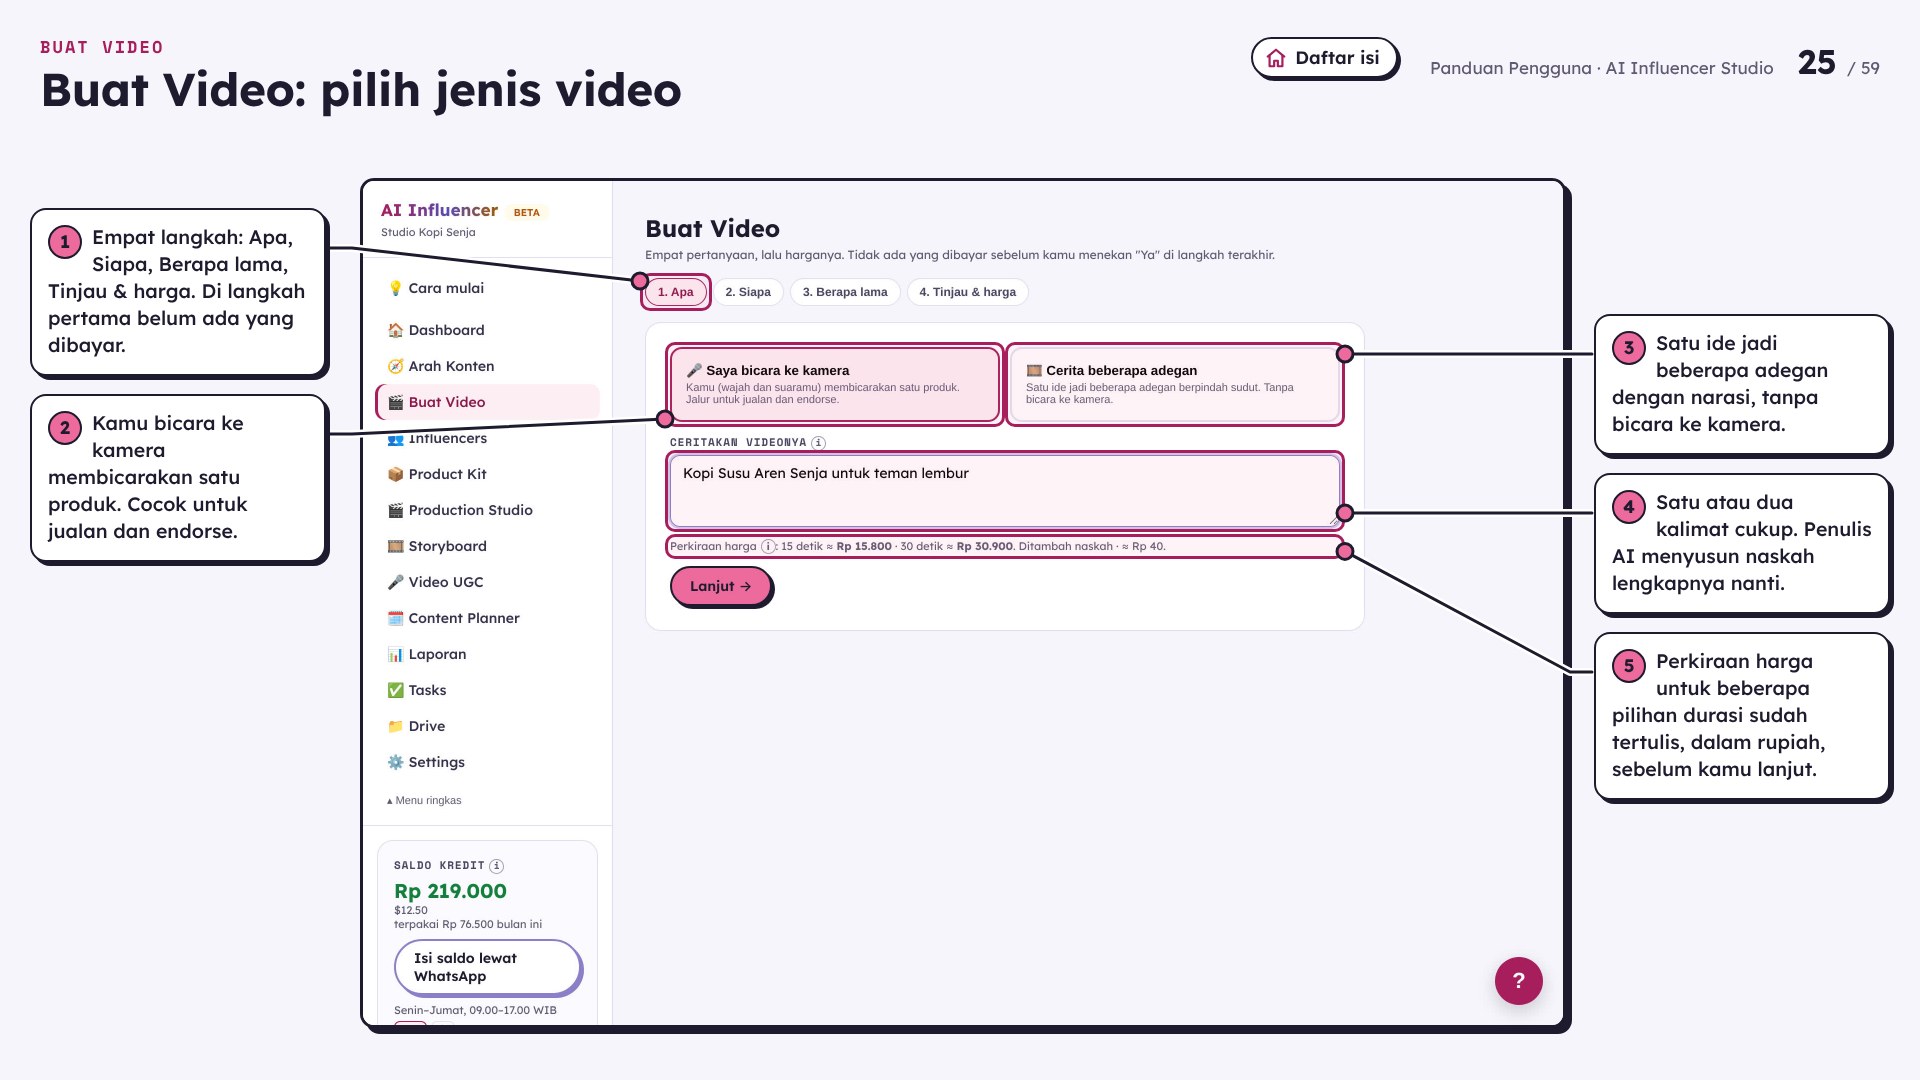 BUAT VIDEO
Buat Video: pilih jenis video
Daftar isi
Panduan Pengguna · AI Influencer Studio
25 / 59
1
Empat langkah: Apa,
Siapa, Berapa lama,
Tinjau & harga. Di langkah
pertama belum ada yang
dibayar.
2
Kamu bicara ke
kamera
membicarakan satu
produk. Cocok untuk
jualan dan endorse.
AI Influencer BETA
Studio Kopi Senja
💡 Cara mulai
🏠 Dashboard
🧭 Arah Konten
🎬 Buat Video
👥 Influencers
📦 Product Kit
🎬 Production Studio
🎞️ Storyboard
🎤 Video UGC
🗓️ Content Planner
📊 Laporan
✅ Tasks
📁 Drive
⚙️ Settings
▴ Menu ringkas
SALDO KREDIT i
Rp 219.000
$12.50
terpakai Rp 76.500 bulan ini
Isi saldo lewat
WhatsApp
Senin–Jumat, 09.00–17.00 WIB
Buat Video
Empat pertanyaan, lalu harganya. Tidak ada yang dibayar sebelum kamu menekan "Ya" di langkah terakhir.
1. Apa
2. Siapa
3. Berapa lama
4. Tinjau & harga
🎤 Saya bicara ke kamera
Kamu (wajah dan suaramu) membicarakan satu produk.
Jalur untuk jualan dan endorse.
🎞️ Cerita beberapa adegan
Satu ide jadi beberapa adegan berpindah sudut. Tanpa
bicara ke kamera.
CERITAKAN VIDEONYA i
Kopi Susu Aren Senja untuk teman lembur
Perkiraan harga i: 15 detik ≈ Rp 15.800 · 30 detik ≈ Rp 30.900. Ditambah naskah · ≈ Rp 40.
Lanjut →
?
3
Satu ide jadi
beberapa adegan
dengan narasi, tanpa
bicara ke kamera.
4
Satu atau dua
kalimat cukup. Penulis
AI menyusun naskah
lengkapnya nanti.
5
Perkiraan harga
untuk beberapa
pilihan durasi sudah
tertulis, dalam rupiah,
sebelum kamu lanjut.